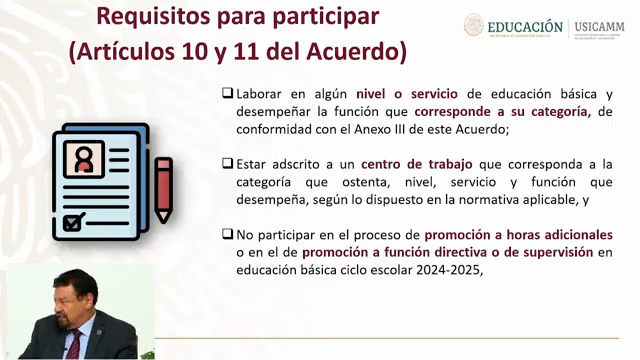 Requisitos para participar
(Artículos 10 y 11 del Acuerdo)
EDUCACIÓN
SECRETARÍA DE EDUCACIÓN PÚBLICA
USICAMM
❑Laborar en algún nivel o servicio de educación básica y
desempeñar la función que corresponde a su categoría, de
conformidad con el Anexo III de este Acuerdo;
❑Estar adscrito a un centro de trabajo que corresponda a la
categoría que ostenta, nivel, servicio y función que
desempeña, según lo dispuesto en la normativa aplicable, y
❑No participar en el proceso de promoción a horas adicionales
o en el de promoción a función directiva o de supervisión en
educación básica ciclo escolar 2024-2025,